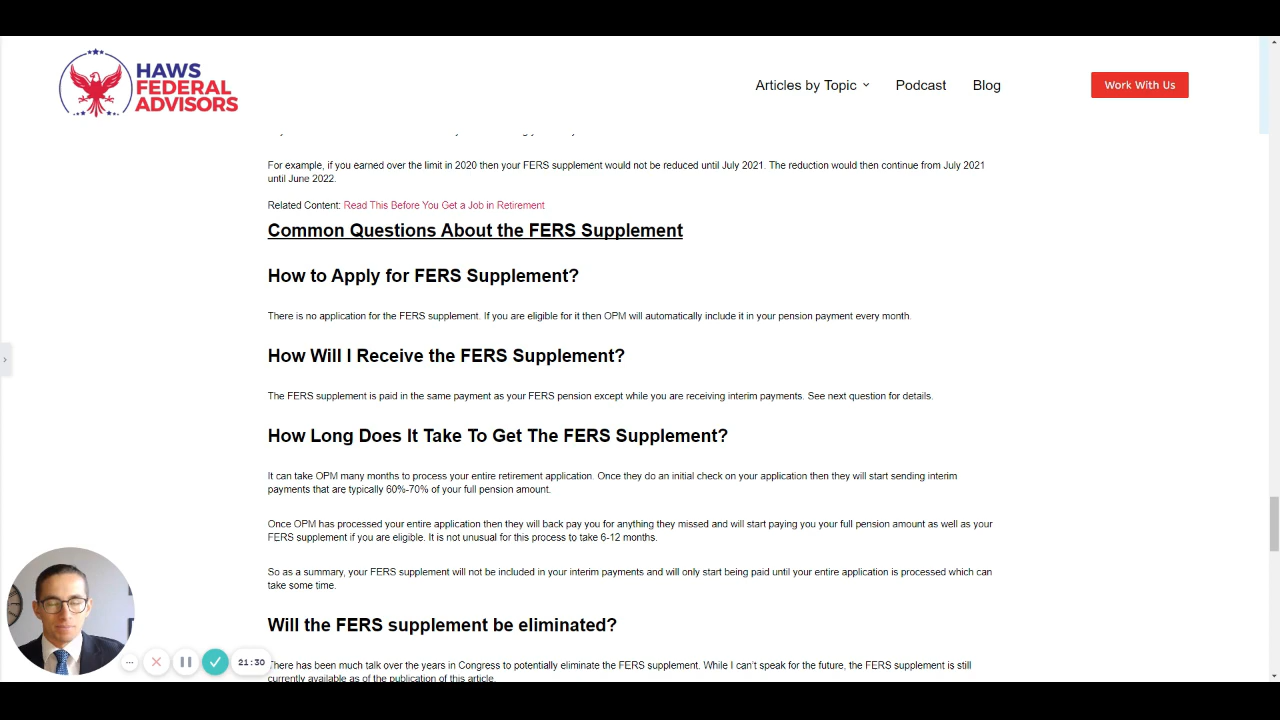 HAWS
FEDERAL
ADVISORS
Articles by Topic
Podcast
Blog
Work With Us
For example, if you earned over the limit in 2020 then your FERS supplement would not be reduced until July 2021. The reduction would then continue from July 2021
until June 2022.
Related Content: Read This Before You Get a Job in Retirement
Common Questions About the FERS Supplement
How to Apply for FERS Supplement?
There is no application for the FERS supplement. If you are eligible for it then OPM will automatically include it in your pension payment every month.
How Will I Receive the FERS Supplement?
The FERS supplement is paid in the same payment as your FERS pension except while you are receiving interim payments. See next question for details.
How Long Does It Take To Get The FERS Supplement?
It can take OPM many months to process your entire retirement application. Once they do an initial check on your application then they will start sending interim
payments that are typically 60%-70% of your full pension amount.
Once OPM has processed your entire application then they will back pay you for anything they missed and will start paying you your full pension amount as well as your
FERS supplement if you are eligible. It is not unusual for this process to take 6-12 months.
So as a summary, your FERS supplement will not be included in your interim payments and will only start being paid until your entire application is processed which can
take some time.
Will the FERS supplement be eliminated?
There has been much talk over the years in Congress to potentially eliminate the FERS supplement. While I can't speak for the future, the FERS supplement is still
currently available as of the publication of this article.
21:30